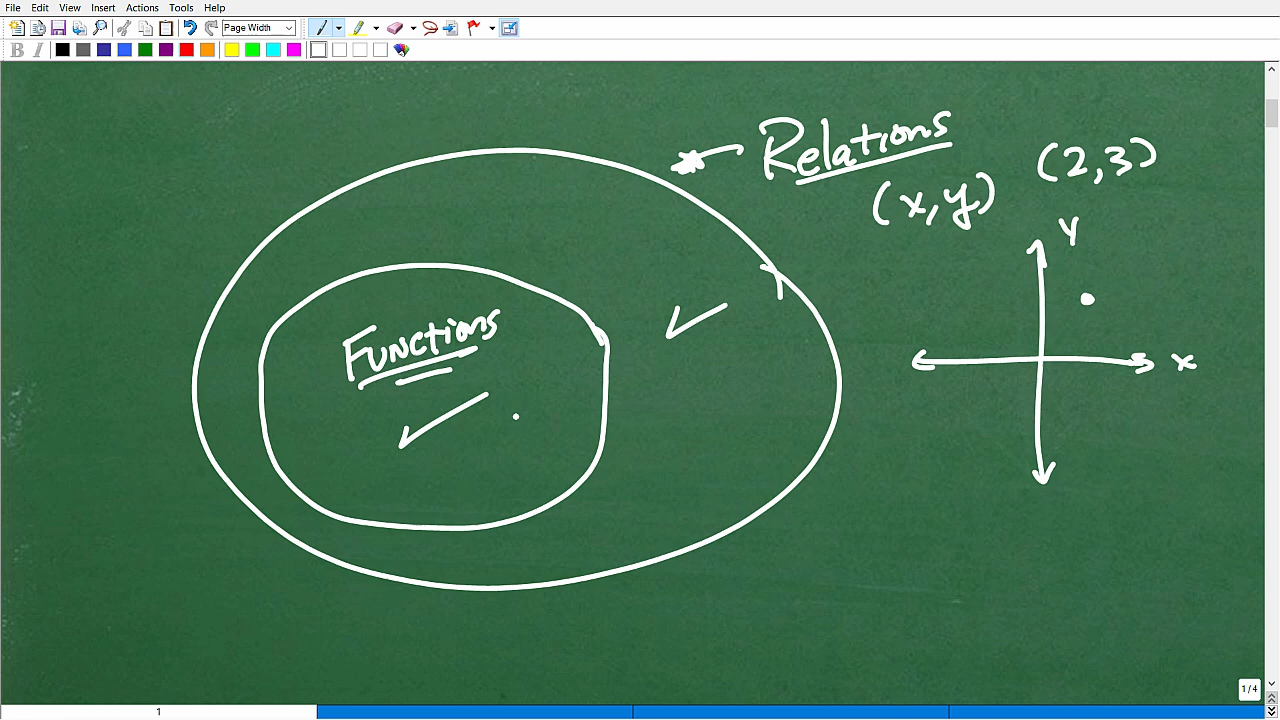 File Edit View Insert Actions Tools Help
Page Width
B I
Relations
(2,3)
(x,y)
y
Functions
x
1/4
1